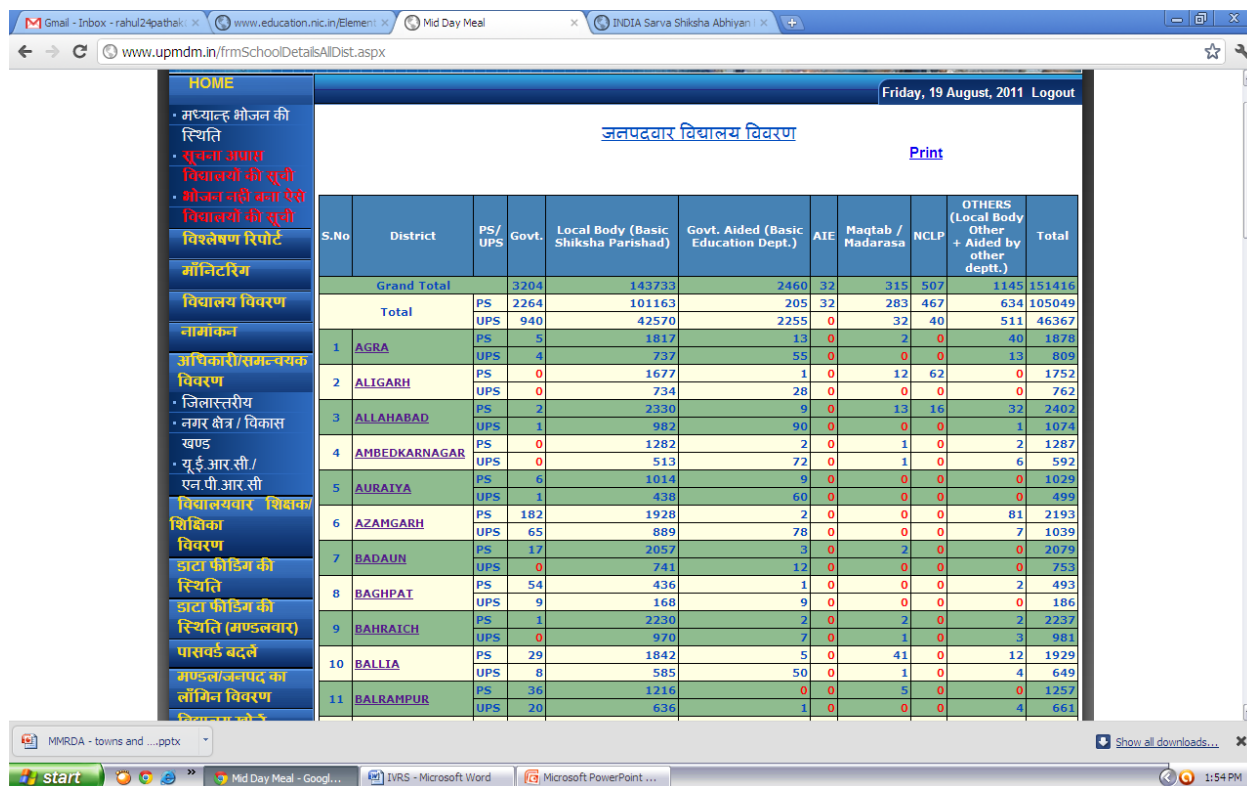 Gmail - Inbox - rahul24pathak
www.education.nic.in/Element
Mid Day Meal
INDIA Sarva Shiksha Abhiyan
www.upmdm.in/frmSchoolDetailsAllDist.aspx
HOME
Friday, 19 August, 2011 Logout
मध्यान्ह भोजन की
स्थिति
सूचना अप्राप्त
विद्यालयों की सूची
भोजन नही बना ऐसे
विद्यालयों की सूची
विश्लेषण रिपोर्ट
मॉनिटरिंग
विद्यालय विवरण
नामांकन
अधिकारी/समन्वयक
विवरण
जिलास्तरीय
नगर क्षेत्र / विकास
खण्ड
यू.ई.आर.सी./
एन.पी.आर.सी
विद्यालयवार शिक्षक/
शिक्षिका
विवरण
डाटा फीडिंग की
स्थिति
डाटा फीडिंग की
स्थिति (मण्डलवार)
पासवर्ड बदलें
मण्डल/जनपद का
लॉगिन विवरण
जनपदवार विद्यालय विवरण
Print
S.No District PS/ UPS Govt. Local Body (Basic Shiksha Parishad) Govt. Aided (Basic Education Dept.) AIE Maqtab / Madarasa NCLP OTHERS (Local Body Other + Aided by other deptt.) Total
Grand Total 3204 143733 2460 32 315 507 1145 151416
Total PS 2264 101163 205 32 283 467 634 105049
UPS 940 42570 2255 0 32 40 511 46367
1 AGRA PS 5 1817 13 0 2 0 40 1878
UPS 4 737 55 0 0 0 13 809
2 ALIGARH PS 0 1677 1 0 12 62 0 1752
UPS 0 734 28 0 0 0 0 762
3 ALLAHABAD PS 2 2330 9 0 13 16 32 2402
UPS 1 982 90 0 0 0 1 1074
4 AMBEDKARNAGAR PS 0 1282 2 0 1 0 2 1287
UPS 0 513 72 0 1 0 6 592
5 AURAIYA PS 6 1014 9 0 0 0 0 1029
UPS 1 438 60 0 0 0 0 499
6 AZAMGARH PS 182 1928 2 0 0 0 81 2193
UPS 65 889 78 0 0 0 7 1039
7 BADAUN PS 17 2057 3 0 2 0 0 2079
UPS 0 741 12 0 0 0 0 753
8 BAGHPAT PS 54 436 1 0 0 0 2 493
UPS 9 168 9 0 0 0 0 186
9 BAHRAICH PS 1 2230 2 0 2 0 2 2237
UPS 0 970 7 0 1 0 3 981
10 BALLIA PS 29 1842 5 0 41 0 12 1929
UPS 8 585 50 0 1 0 4 649
11 BALRAMPUR PS 36 1216 0 0 5 0 0 1257
UPS 20 636 1 0 0 0 4 661
MMRDA - towns and ....pptx
Show all downloads...
start
Mid Day Meal - Googl...
IVRS - Microsoft Word
Microsoft PowerPoint ...
1:54 PM